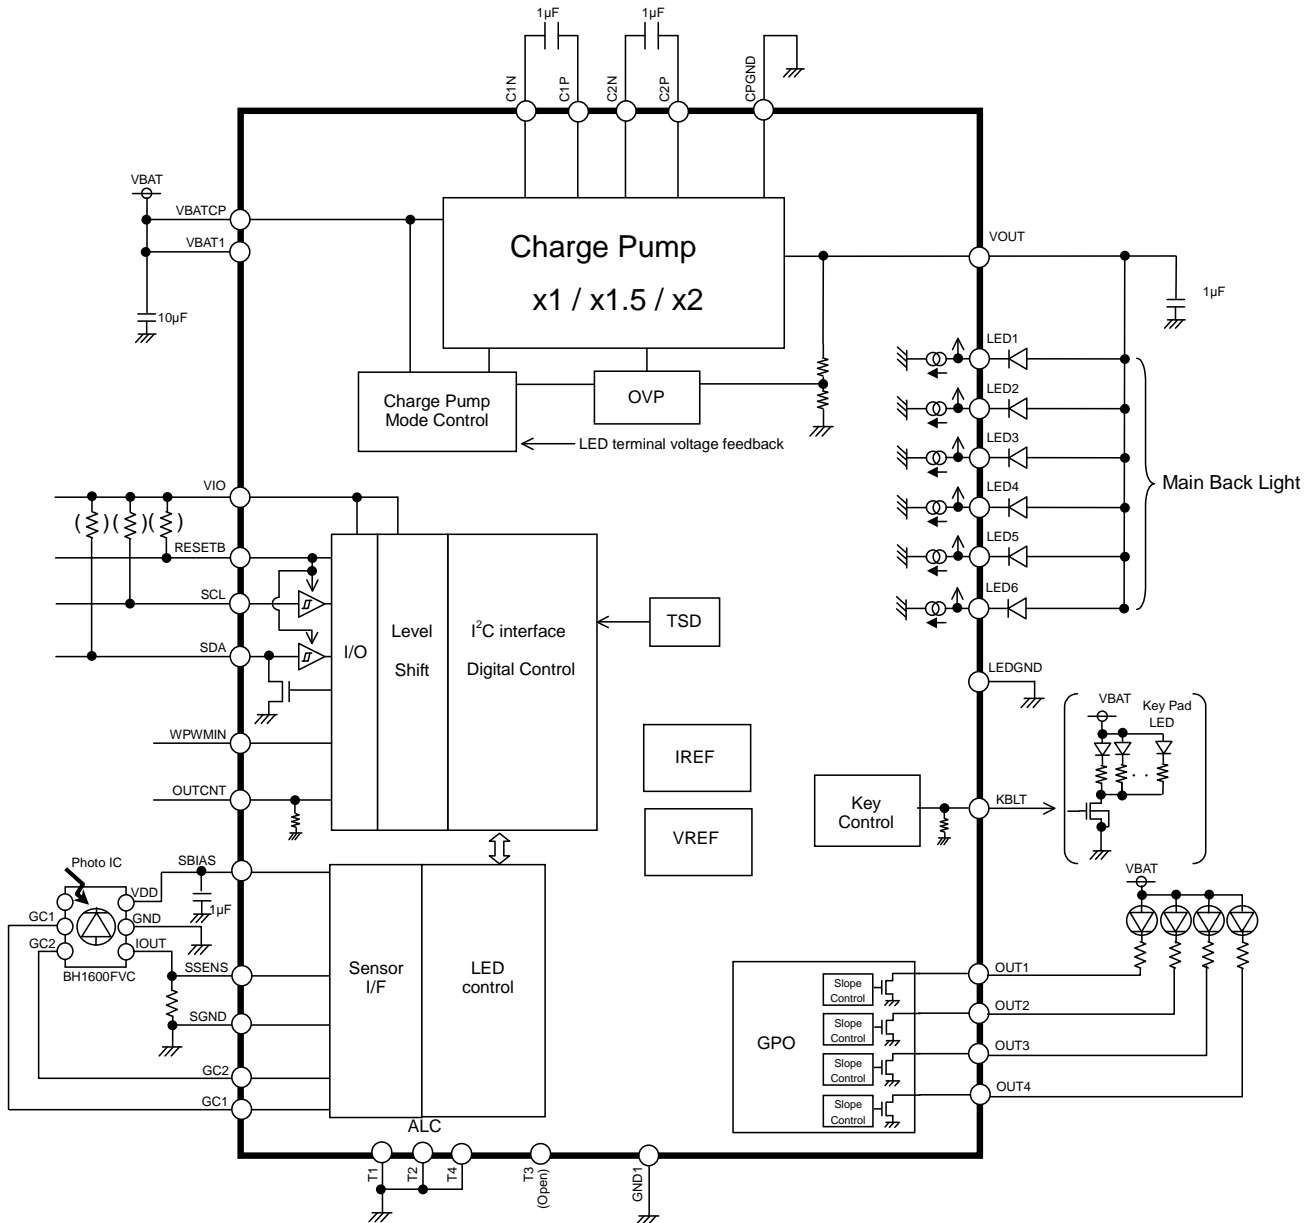 1µF
1µF
C1N
C1P
C2N
C2P
CPGND
VBAT
VBATCP
VBAT1
10µF
Charge Pump
x1 / x1.5 / x2
VOUT
1µF
Charge Pump
Mode Control
OVP
LED terminal voltage feedback
LED1
LED2
LED3
LED4
LED5
LED6
Main Back Light
VIO
( ) ( ) ( )
RESETB
SCL
SDA
I/O
Level
Shift
I²C interface
Digital Control
TSD
LEDGND
WPWMIN
OUTCNT
IREF
VREF
Key
Control
KBLT
VBAT
Key Pad
LED
. .
Photo IC
SBIAS
VDD
1µF
GC1
GND
GC2
IOUT
BH1600FVC
SSENS
SGND
GC2
GC1
Sensor
I/F
LED
control
ALC
VBAT
GPO
Slope
Control
Slope
Control
Slope
Control
Slope
Control
OUT1
OUT2
OUT3
OUT4
T1
T2
T4
T3
(Open)
GND1